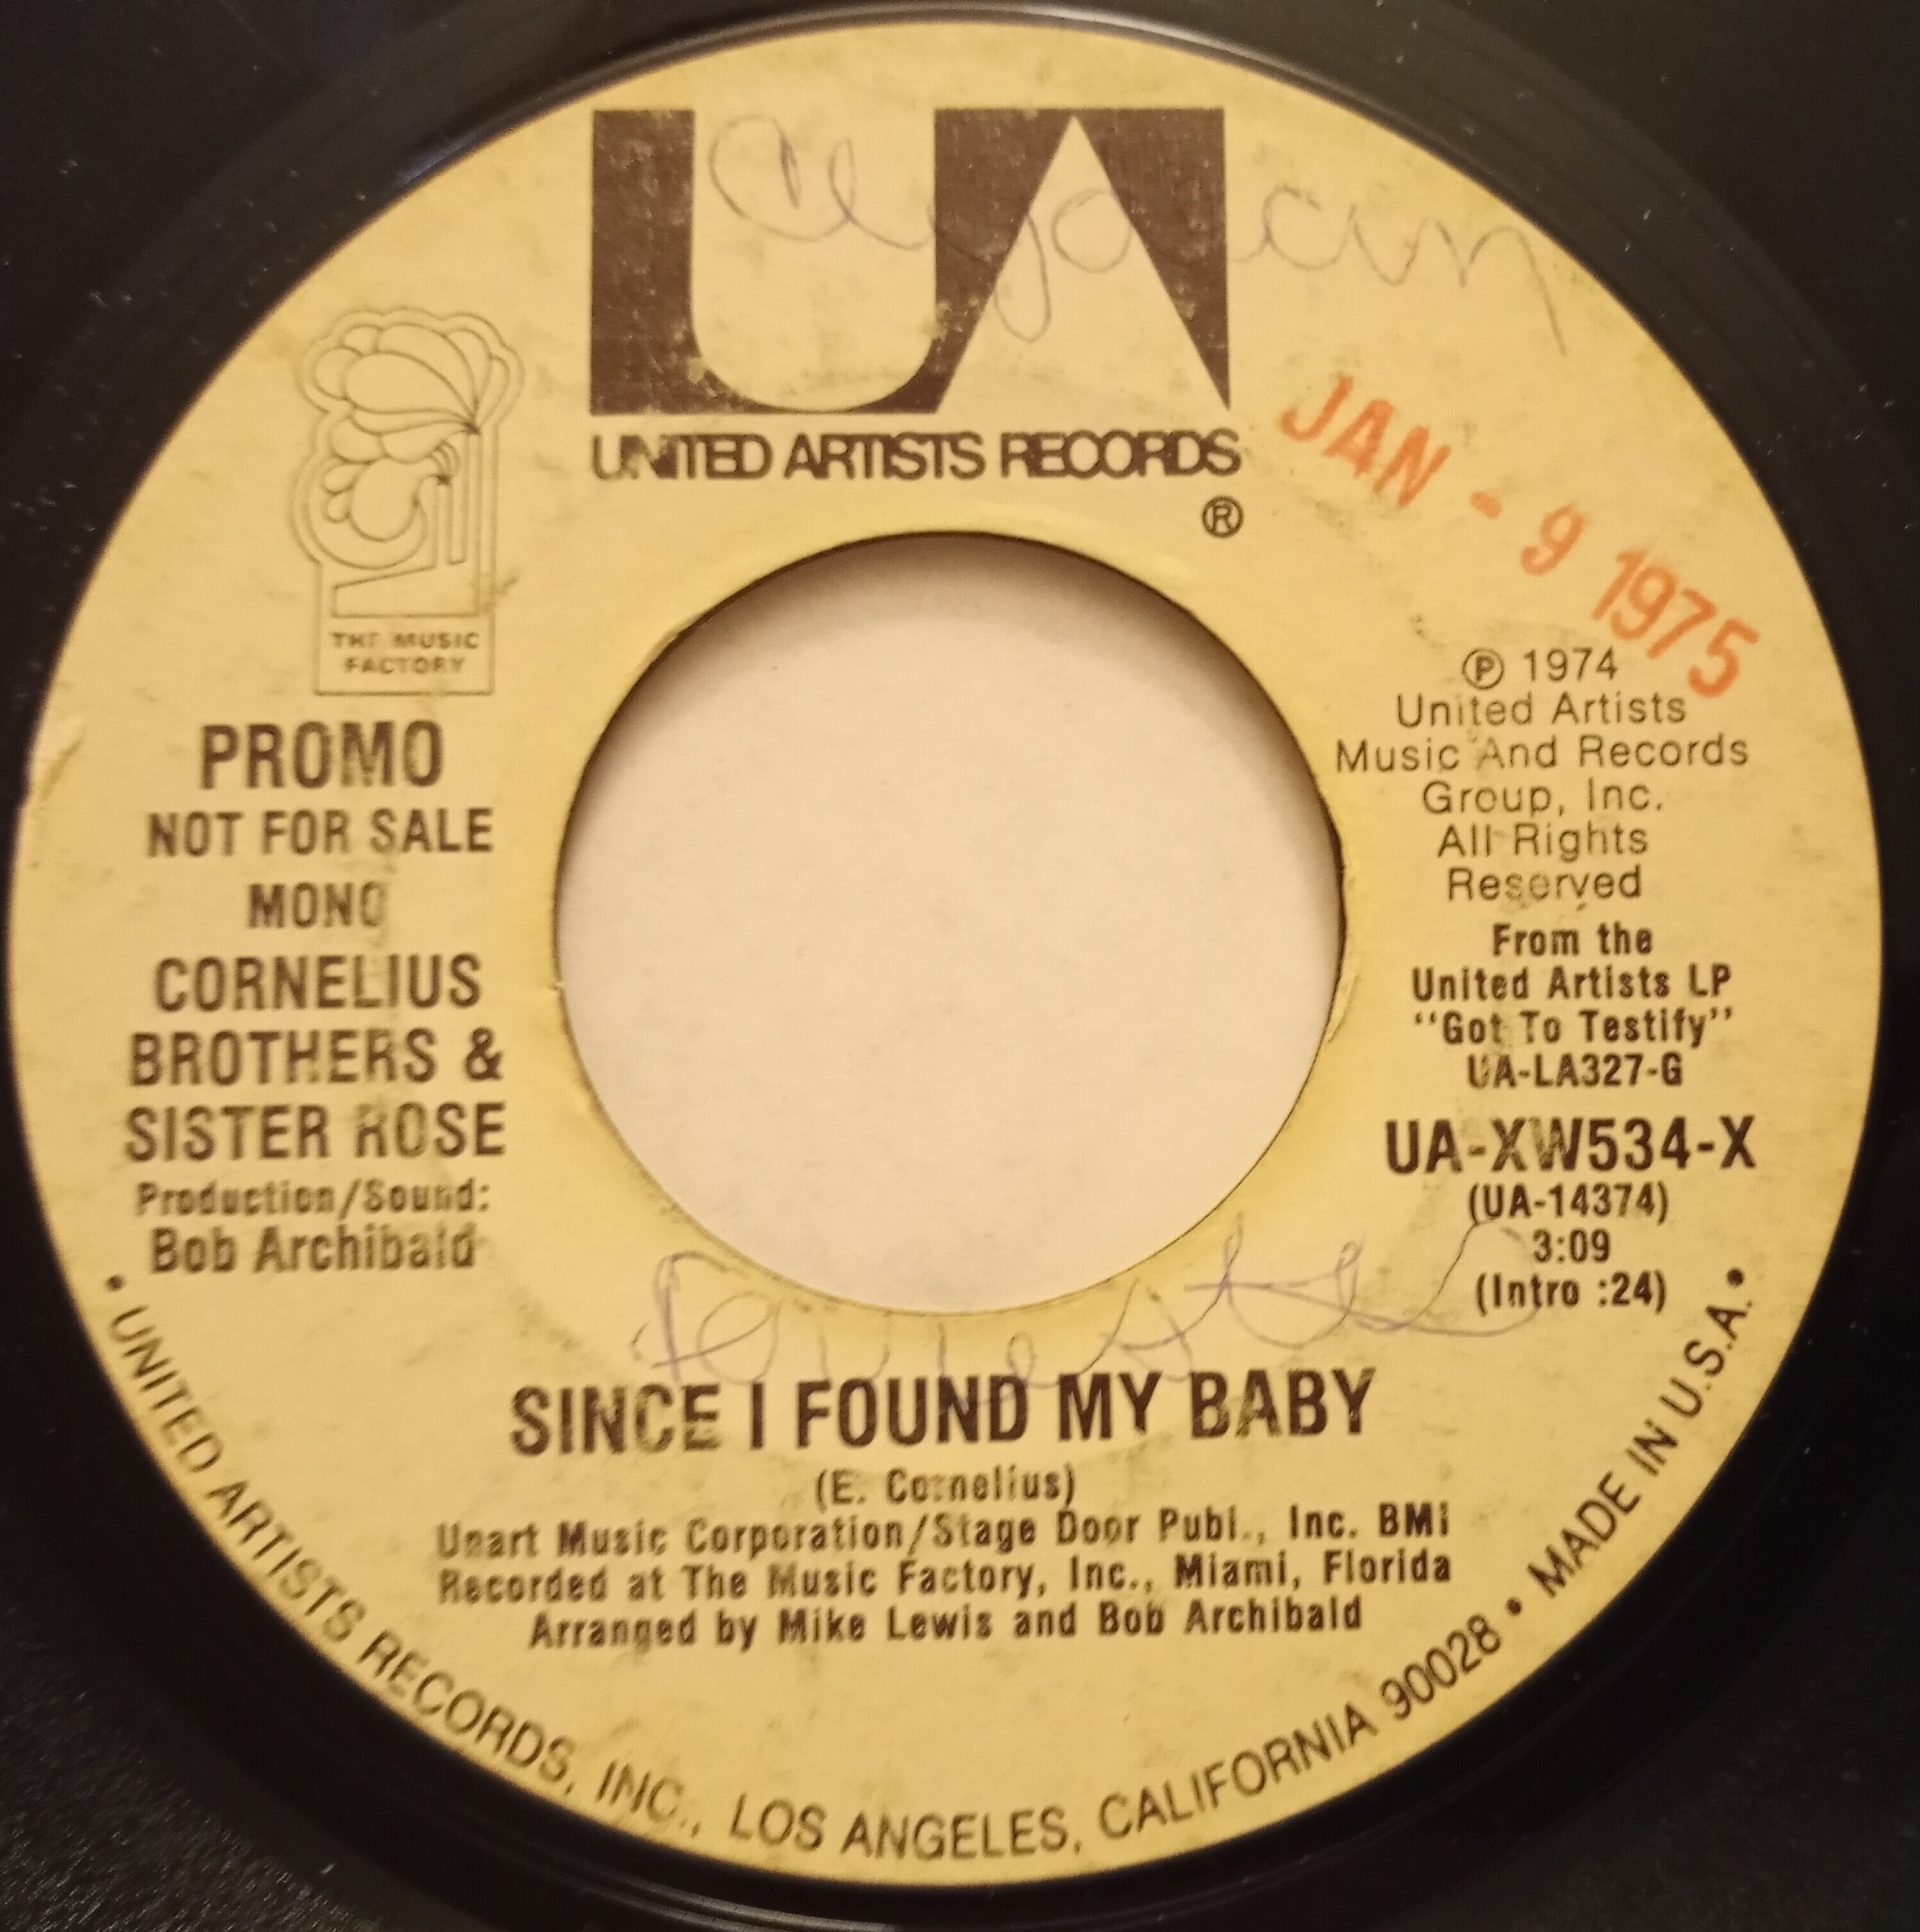 UA
UNITED ARTISTS RECORDS
®
JAN - 9 1975
THE MUSIC
FACTORY
PROMO
NOT FOR SALE
MONO
CORNELIUS
BROTHERS &
SISTER ROSE
Production/Sound:
Bob Archibald
℗ 1974
United Artists
Music And Records
Group, Inc.
All Rights
Reserved
From the
United Artists LP
"Got To Testify"
UA-LA327-G
UA-XW534-X
(UA-14374)
3:09
(Intro :24)
SINCE I FOUND MY BABY
(E. Cornelius)
Unart Music Corporation/Stage Door Publ., Inc. BMI
Recorded at The Music Factory, Inc., Miami, Florida
Arranged by Mike Lewis and Bob Archibald
• UNITED ARTISTS RECORDS, INC., LOS ANGELES, CALIFORNIA 90028 • MADE IN U.S.A. •